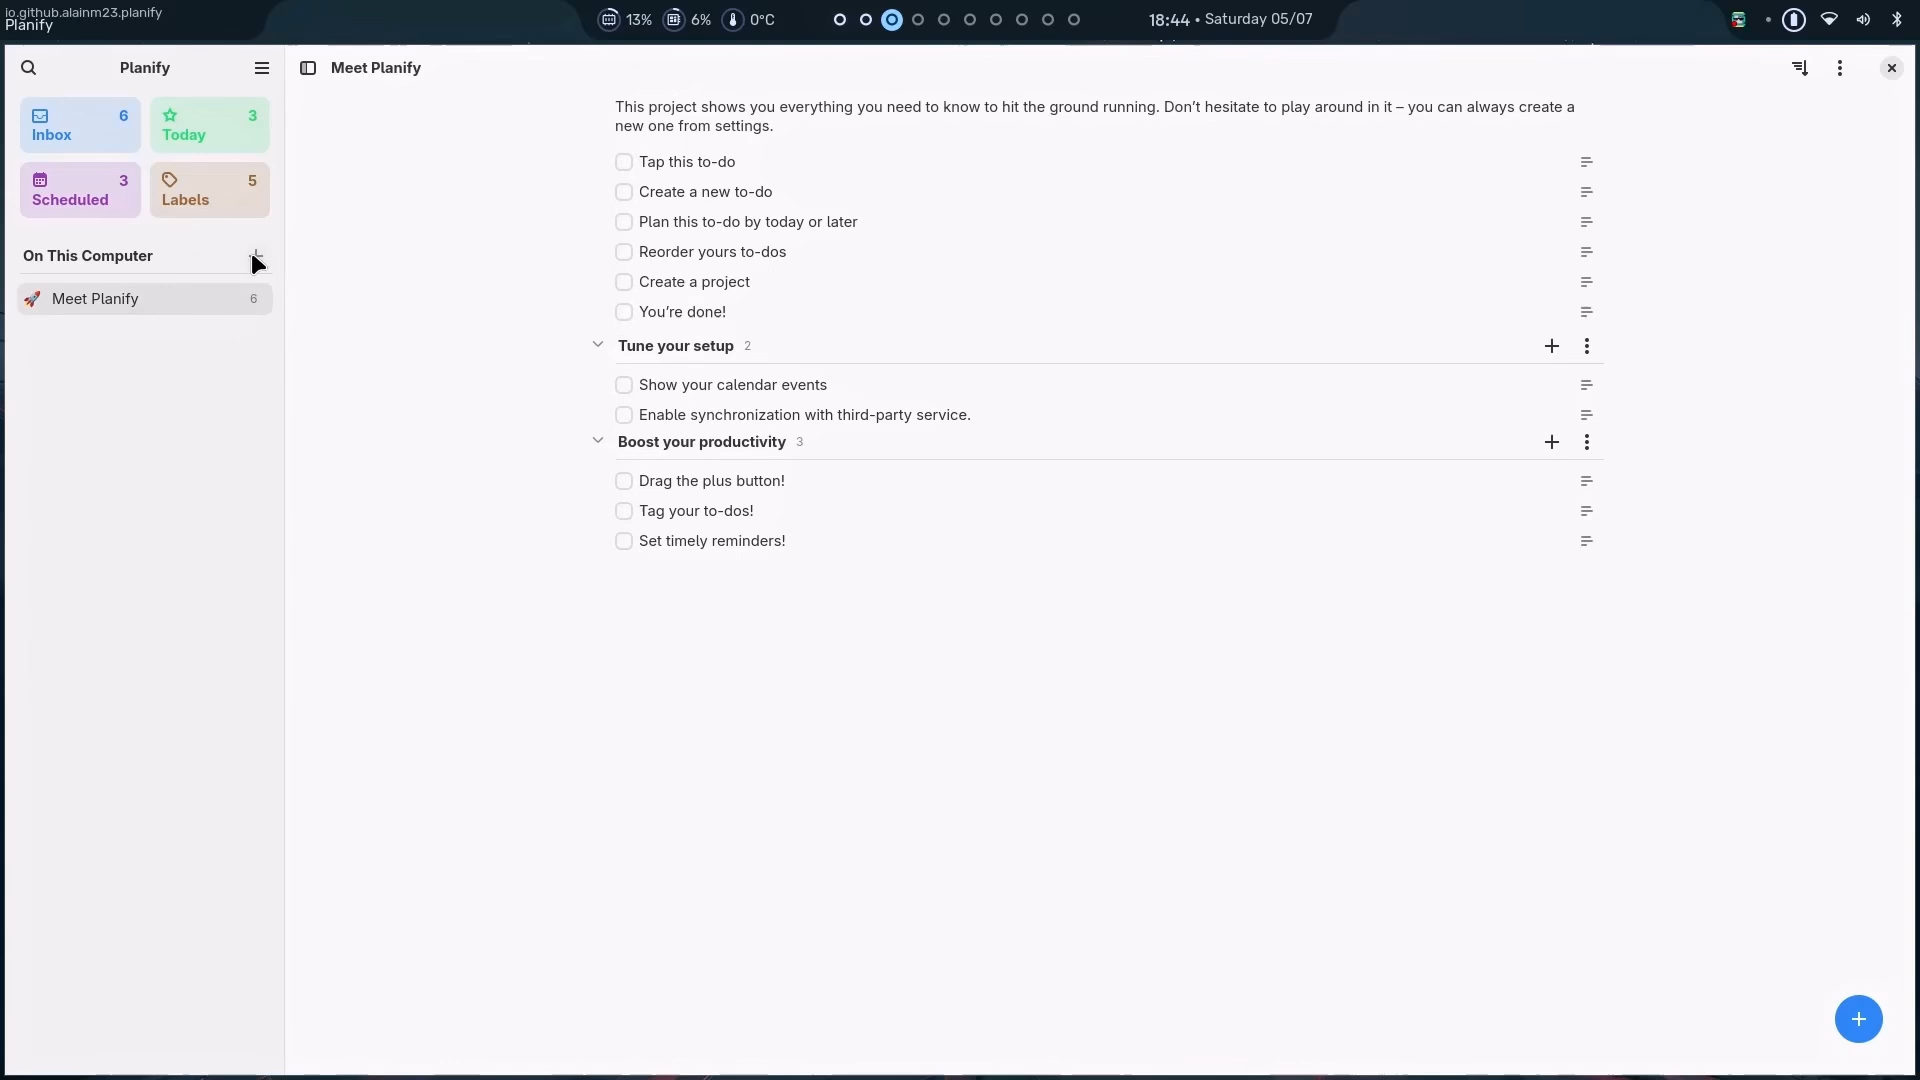 io.github.alainm23.planify
Planify
13%
6%
0°C
18:44 • Saturday 05/07
Planify
Inbox 6
Today 3
Scheduled 3
Labels 5
On This Computer
Meet Planify 6
Meet Planify
This project shows you everything you need to know to hit the ground running. Don’t hesitate to play around in it – you can always create a
new one from settings.
Tap this to-do
Create a new to-do
Plan this to-do by today or later
Reorder yours to-dos
Create a project
You’re done!
Tune your setup 2
Show your calendar events
Enable synchronization with third-party service.
Boost your productivity 3
Drag the plus button!
Tag your to-dos!
Set timely reminders!